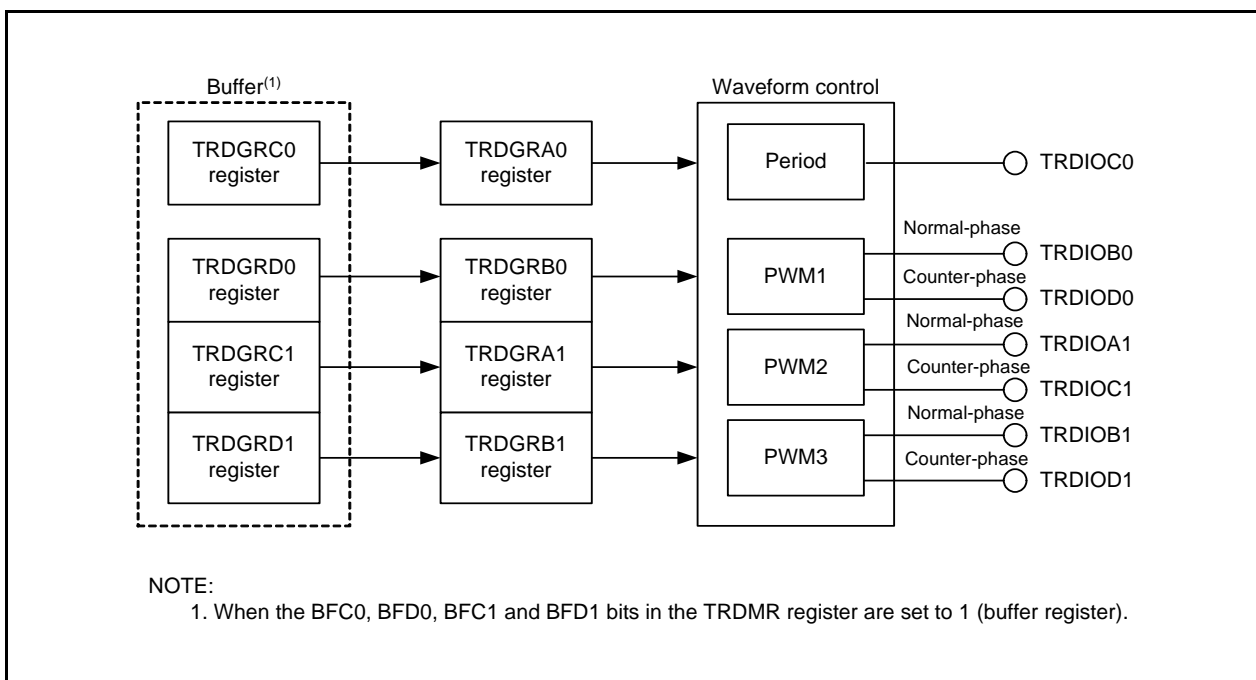 Buffer(1)
Waveform control
TRDGRC0
register
TRDGRA0
register
Period
TRDIOC0
TRDGRD0
register
TRDGRB0
register
PWM1
Normal-phase
TRDIOB0
Counter-phase
TRDIOD0
TRDGRC1
register
TRDGRA1
register
PWM2
Normal-phase
TRDIOA1
Counter-phase
TRDIOC1
TRDGRD1
register
TRDGRB1
register
PWM3
Normal-phase
TRDIOB1
Counter-phase
TRDIOD1
NOTE:
1. When the BFC0, BFD0, BFC1 and BFD1 bits in the TRDMR register are set to 1 (buffer register).